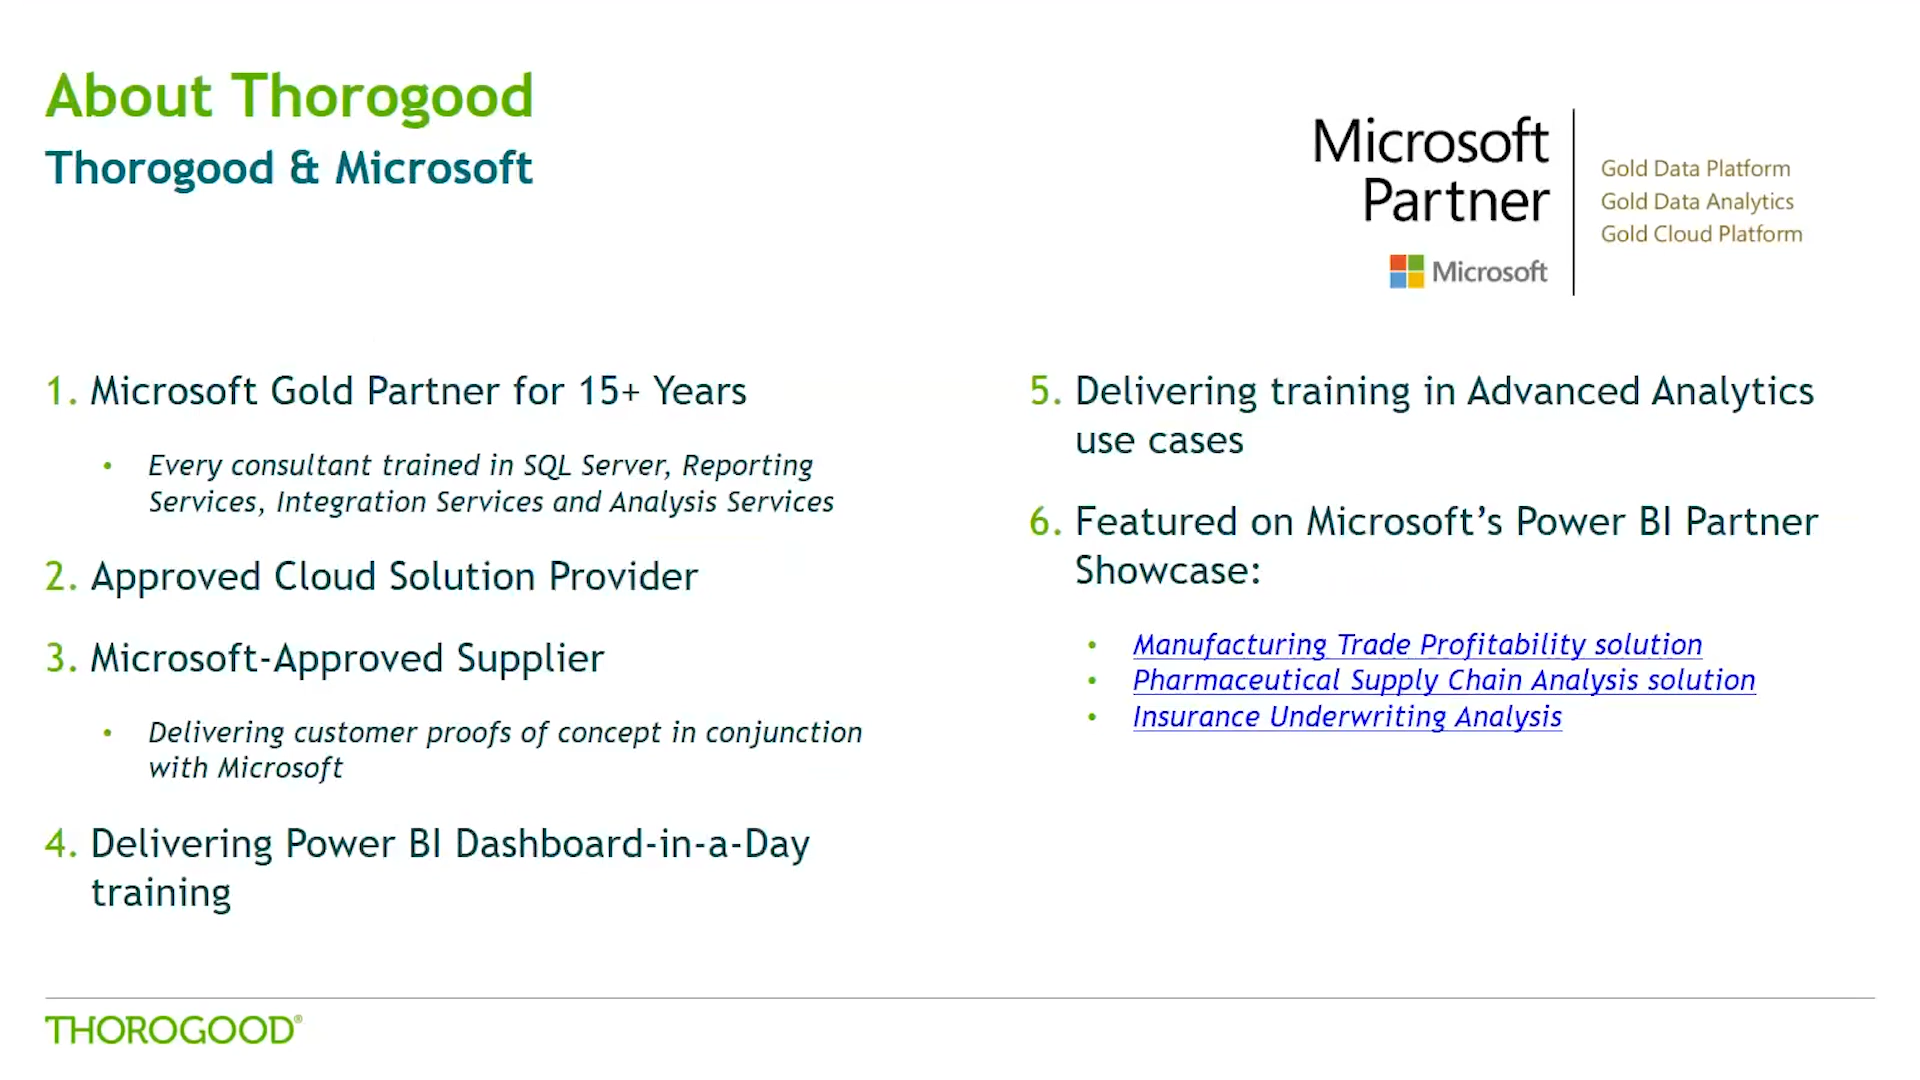 About Thorogood
Thorogood & Microsoft
Microsoft
Partner
Microsoft
Gold Data Platform
Gold Data Analytics
Gold Cloud Platform
1. Microsoft Gold Partner for 15+ Years
• Every consultant trained in SQL Server, Reporting
Services, Integration Services and Analysis Services
2. Approved Cloud Solution Provider
3. Microsoft-Approved Supplier
• Delivering customer proofs of concept in conjunction
with Microsoft
4. Delivering Power BI Dashboard-in-a-Day
training
5. Delivering training in Advanced Analytics
use cases
6. Featured on Microsoft’s Power BI Partner
Showcase:
• Manufacturing Trade Profitability solution
• Pharmaceutical Supply Chain Analysis solution
• Insurance Underwriting Analysis
THOROGOOD®